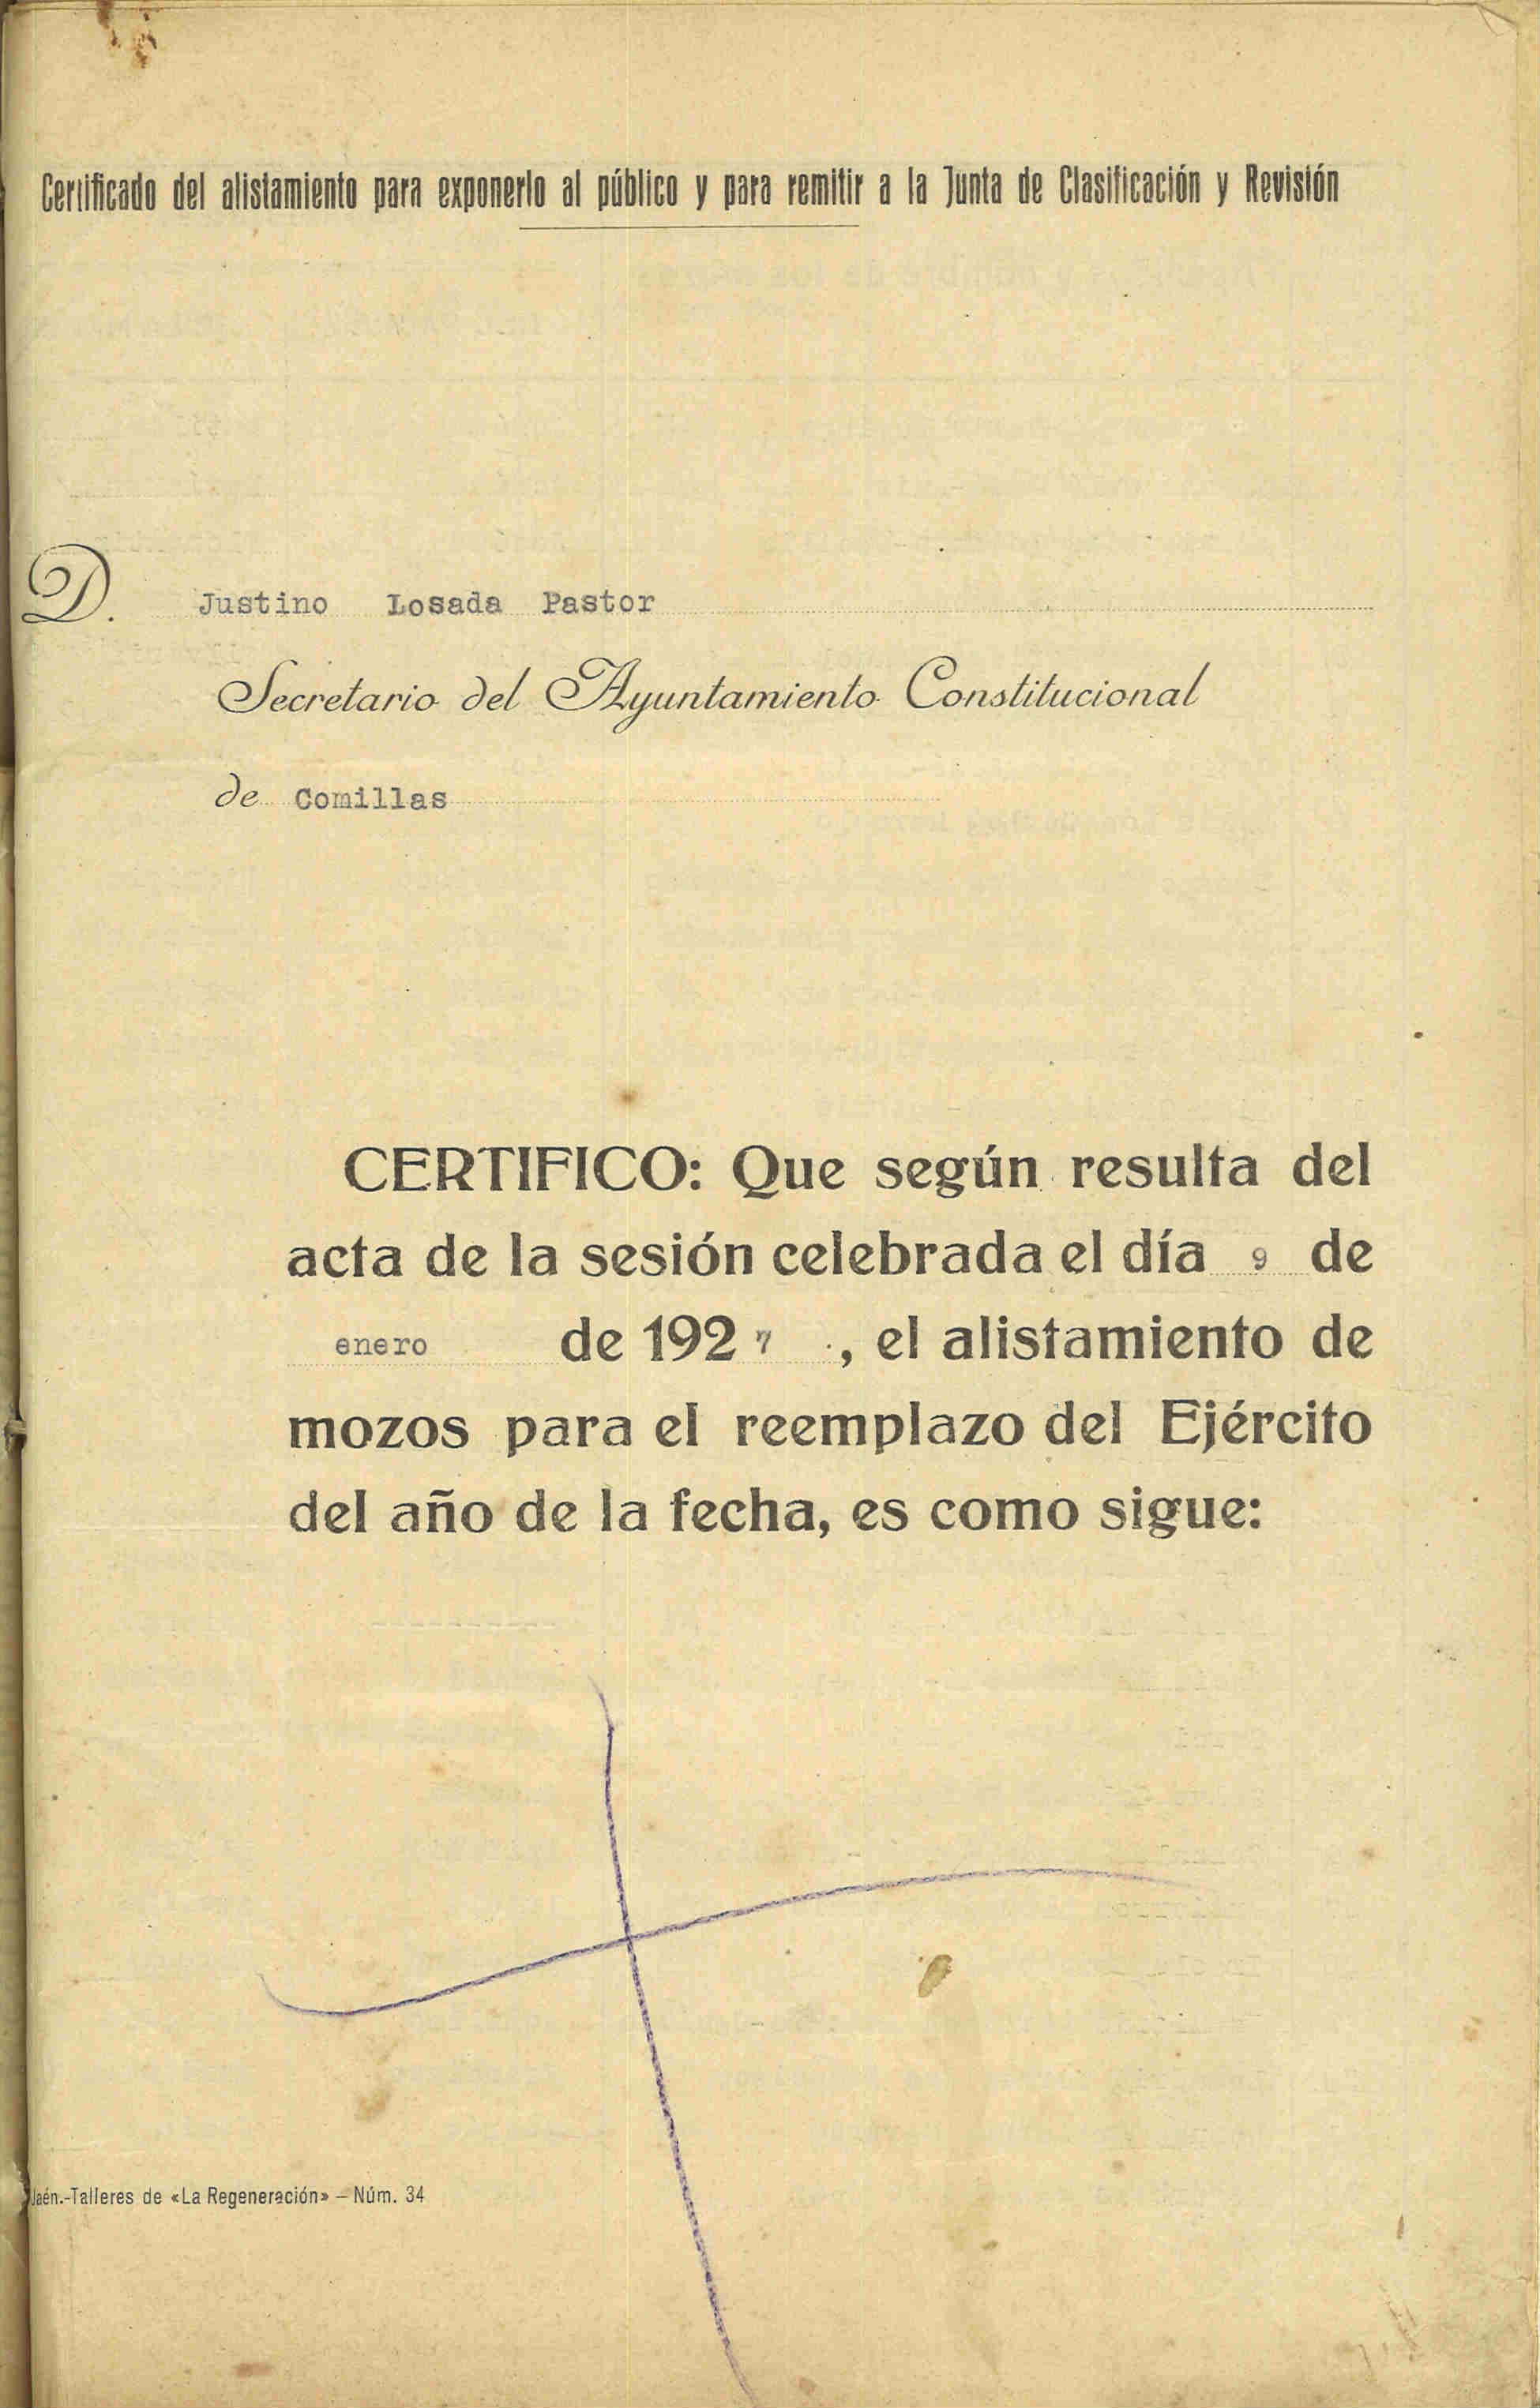 Certificado del alistamiento para exponerlo al público y para remitir a la Junta de Clasificación y Revisión
D. Justino Losada Pastor
Secretario del Ayuntamiento Constitucional
de Comillas
CERTIFICO: Que según resulta del
acta de la sesión celebrada el día 9 de
enero de 1927, el alistamiento de
mozos para el reemplazo del Ejército
del año de la fecha, es como sigue:
Jaén.-Talleres de «La Regeneración» – Núm. 34